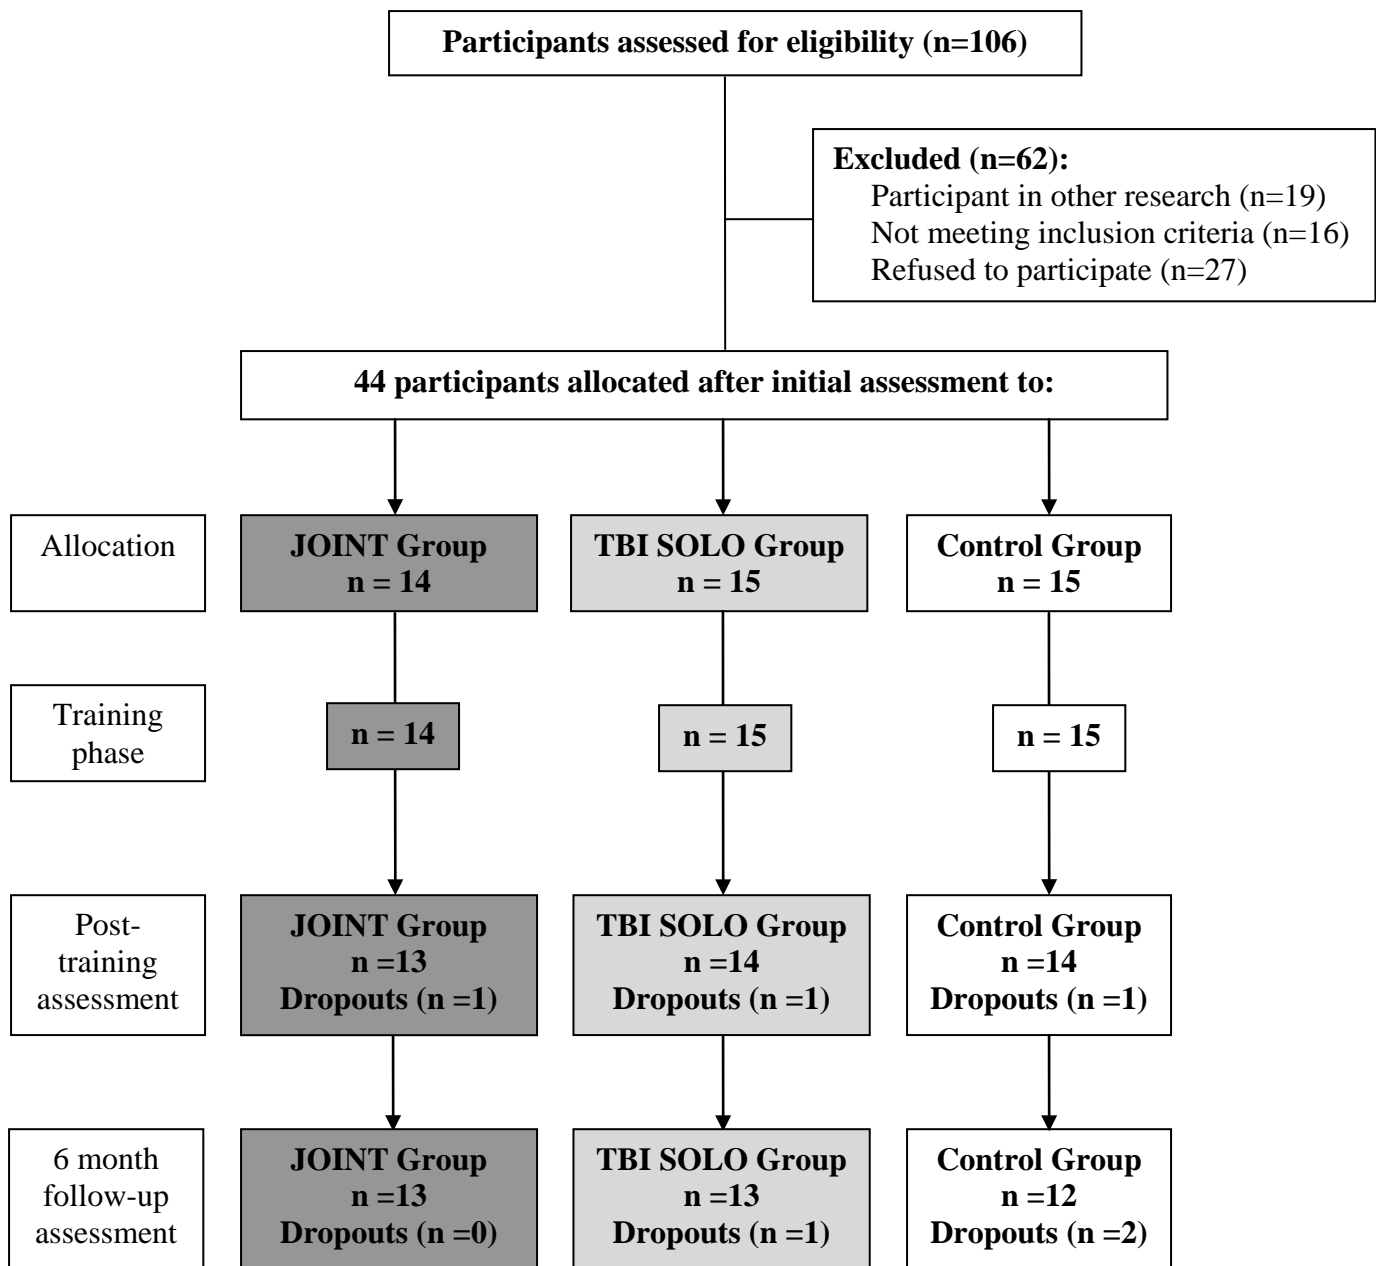 Participants assessed for eligibility (n=106)
Excluded (n=62):
Participant in other research (n=19)
Not meeting inclusion criteria (n=16)
Refused to participate (n=27)
44 participants allocated after initial assessment to:
Allocation
JOINT Group
n = 14
TBI SOLO Group
n = 15
Control Group
n = 15
Training
phase
n = 14
n = 15
n = 15
Post-
training
assessment
JOINT Group
n =13
Dropouts (n =1)
TBI SOLO Group
n =14
Dropouts (n =1)
Control Group
n =14
Dropouts (n =1)
6 month
follow-up
assessment
JOINT Group
n =13
Dropouts (n =0)
TBI SOLO Group
n =13
Dropouts (n =1)
Control Group
n =12
Dropouts (n =2)